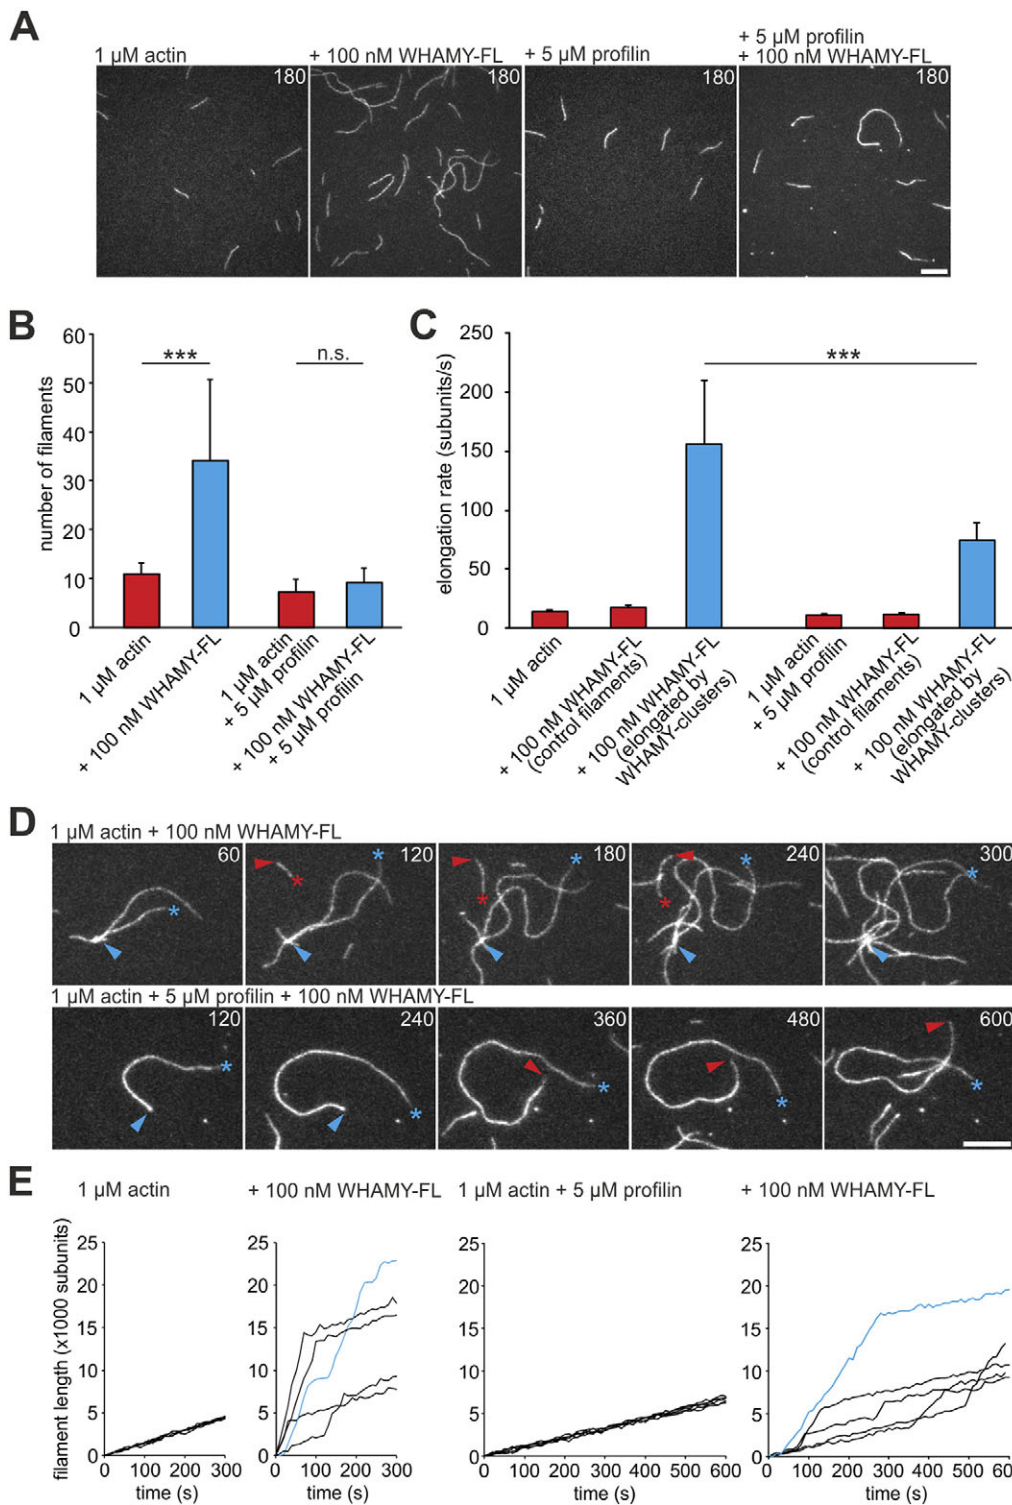 A
1 µM actin
+ 100 nM WHAMY-FL
+ 5 µM profilin
+ 5 µM profilin
+ 100 nM WHAMY-FL
180
180
180
180
B
number of filaments
60
50
40
30
20
10
0
***
n.s.
1 µM actin
+ 100 nM WHAMY-FL
1 µM actin
+ 5 µM profilin
+ 100 nM WHAMY-FL
+ 5 µM profilin
C
elongation rate (subunits/s)
250
200
150
100
50
0
***
1 µM actin
+ 100 nM WHAMY-FL
(control filaments)
+ 100 nM WHAMY-FL
(elongated by
WHAMY-clusters)
1 µM actin
+ 5 µM profilin
+ 100 nM WHAMY-FL
(control filaments)
+ 100 nM WHAMY-FL
(elongated by
WHAMY-clusters)
D
1 µM actin + 100 nM WHAMY-FL
60
120
180
240
300
* * * * * * * *
1 µM actin + 5 µM profilin + 100 nM WHAMY-FL
120
240
360
480
600
* * * * *
E
1 µM actin
+ 100 nM WHAMY-FL
1 µM actin + 5 µM profilin
+ 100 nM WHAMY-FL
filament length (x1000 subunits)
25
20
15
10
5
0
0 100 200 300
time (s)
25
20
15
10
5
0
0 100 200 300
time (s)
25
20
15
10
5
0
0 100 200 300 400 500 600
time (s)
25
20
15
10
5
0
0 100 200 300 400 500 600
time (s)